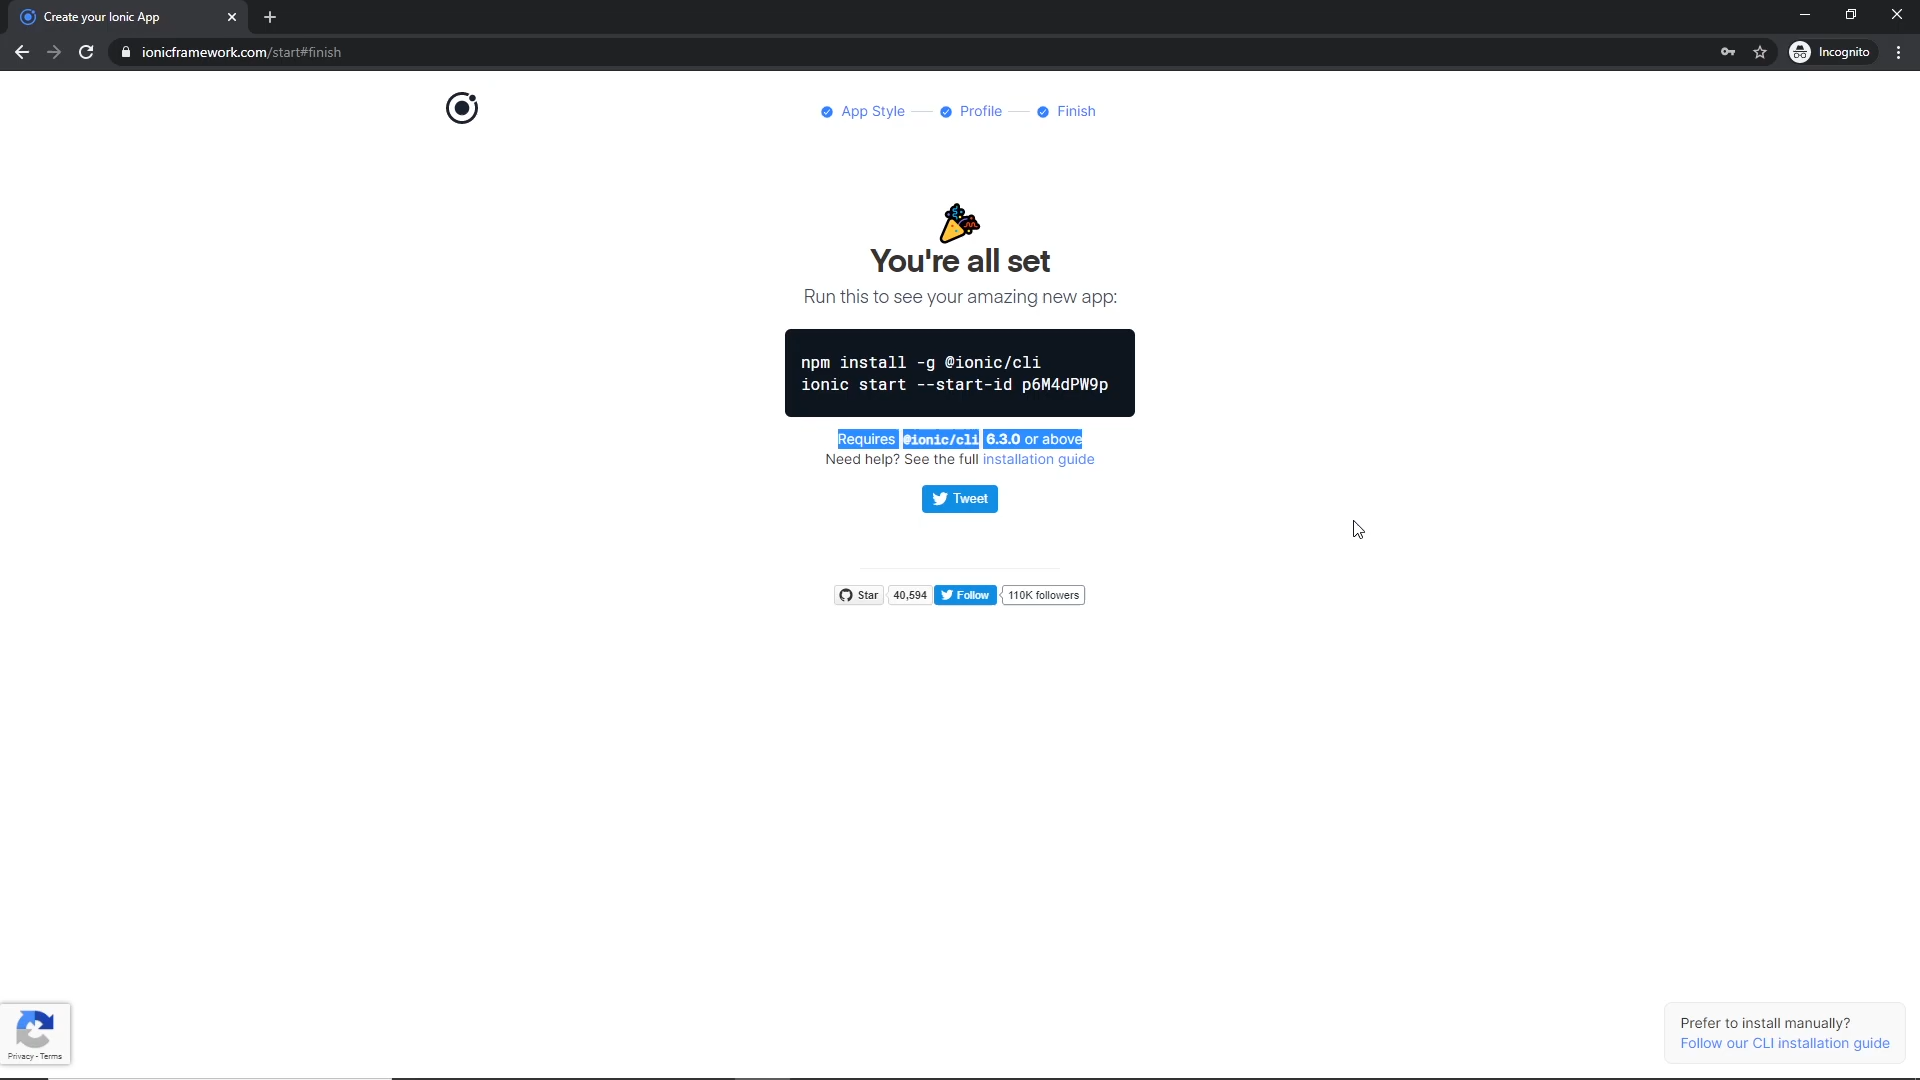 Create your Ionic App
ionicframework.com/start#finish
Incognito
App Style
Profile
Finish
You're all set
Run this to see your amazing new app:
npm install -g @ionic/cli
ionic start --start-id p6M4dPW9p
Requires @ionic/cli 6.3.0 or above
Need help? See the full installation guide
Tweet
Star 40,594 Follow 110K followers
Privacy - Terms
Prefer to install manually?
Follow our CLI installation guide